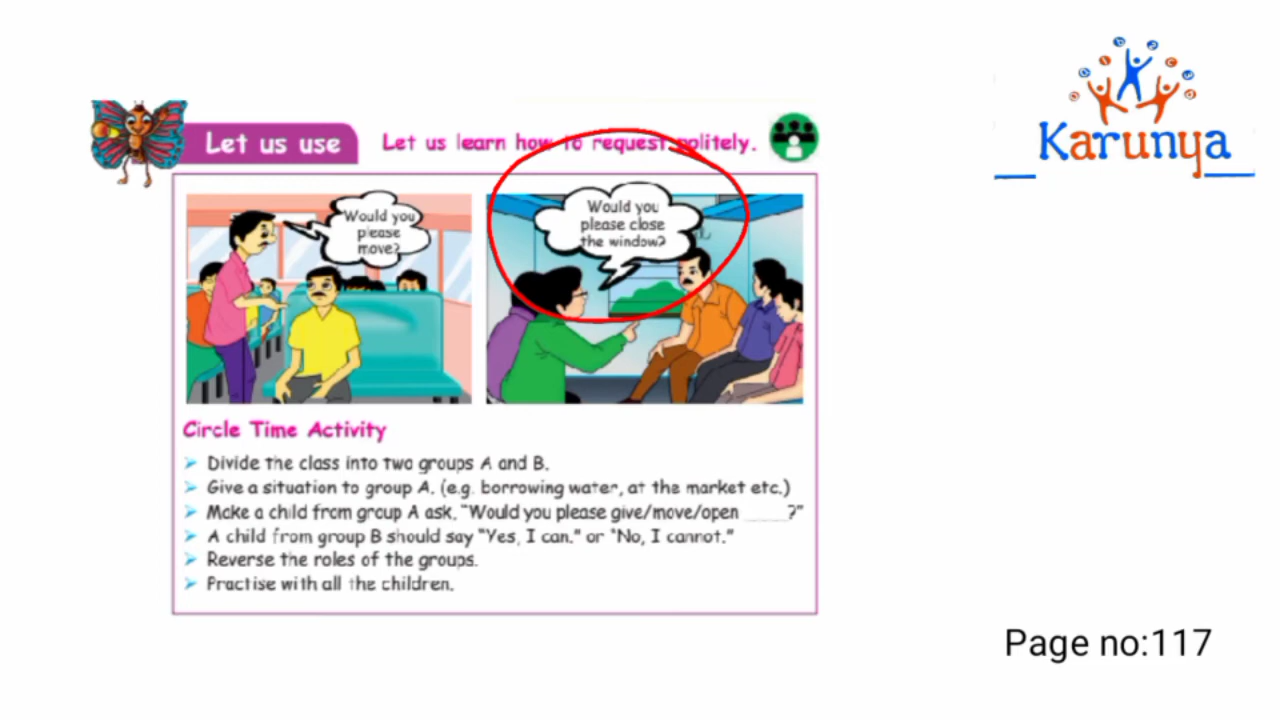 Karunya
Let us use
Let us learn how to request politely.
Would you
please
move?
Would you
please close
the window?
Circle Time Activity
➤ Divide the class into two groups A and B.
➤ Give a situation to group A. (e.g. borrowing water, at the market etc.)
➤ Make a child from group A ask, "Would you please give/move/open ____?"
➤ A child from group B should say "Yes, I can." or "No, I cannot."
➤ Reverse the roles of the groups.
➤ Practise with all the children.
Page no:117